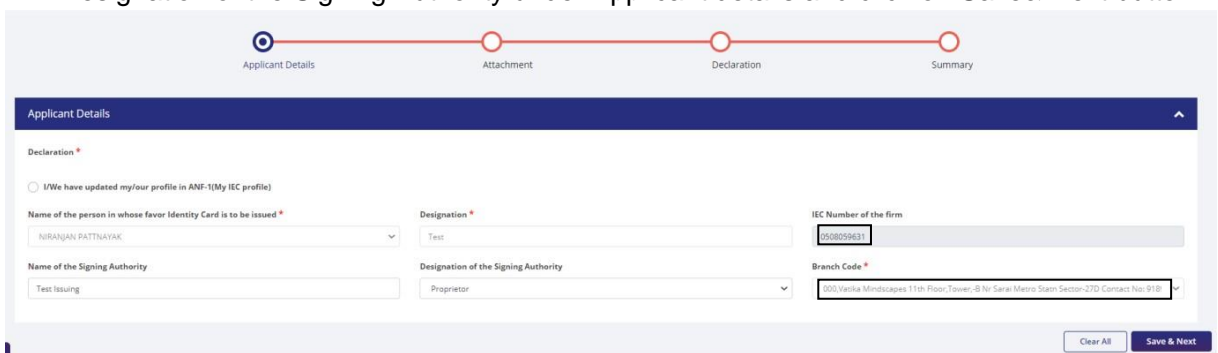 Applicant Details
Attachment
Declaration
Summary
Applicant Details
Declaration *
I/We have updated my/our profile in ANF-1(My IEC profile)
Name of the person in whose favor Identity Card is to be issued *
Designation *
IEC Number of the firm
NIRANJAN PATTNAYAK
Test
0508059631
Name of the Signing Authority
Designation of the Signing Authority
Branch Code *
Test Issuing
Proprietor
000,Vatika Mindscapes 11th Floor,Tower,-B Nr Sarai Metro Statn Sector-27D Contact No:
Clear All
Save & Next